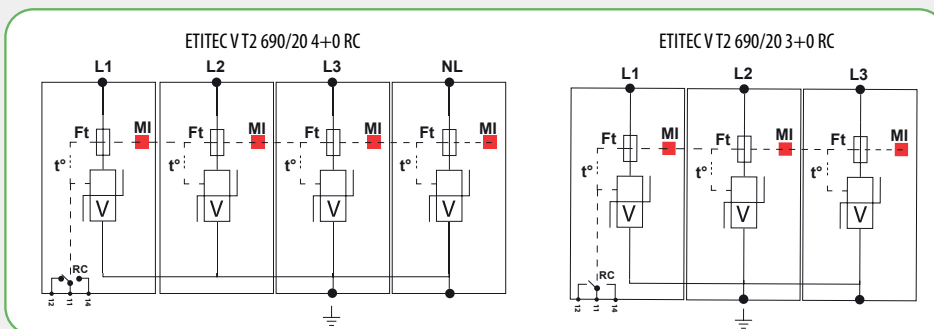 ETITEC V T2 690/20 4+0 RC
L1 L2 L3 NL
Ft MI Ft MI Ft MI Ft MI
t° t° t° t°
V V V V
RC
12 11 14
ETITEC V T2 690/20 3+0 RC
L1 L2 L3
Ft MI Ft MI Ft MI
t° t° t°
V V V
RC
12 11 14